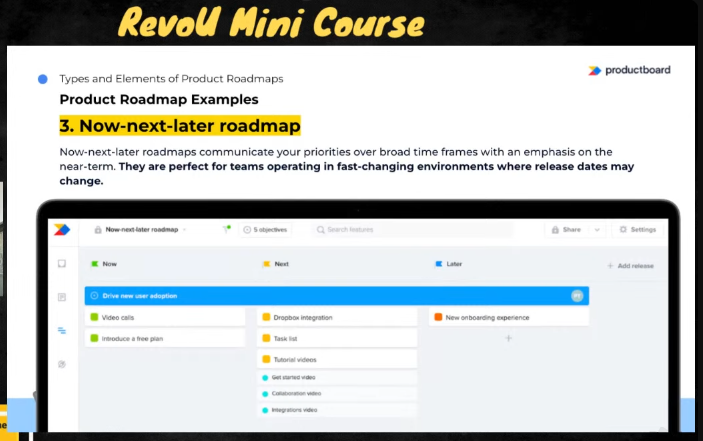 RevoU Mini Course
Types and Elements of Product Roadmaps
productboard
Product Roadmap Examples
3. Now-next-later roadmap
Now-next-later roadmaps communicate your priorities over broad time frames with an emphasis on the
near-term. They are perfect for teams operating in fast-changing environments where release dates may
change.
Now-next-later roadmap
5 objectives
Search features
Share
Settings
Now
Next
Later
+ Add release
Drive new user adoption
Video calls
Dropbox integration
New onboarding experience
Introduce a free plan
Task list
+
Tutorial videos
Get started video
Collaboration video
Integrations video